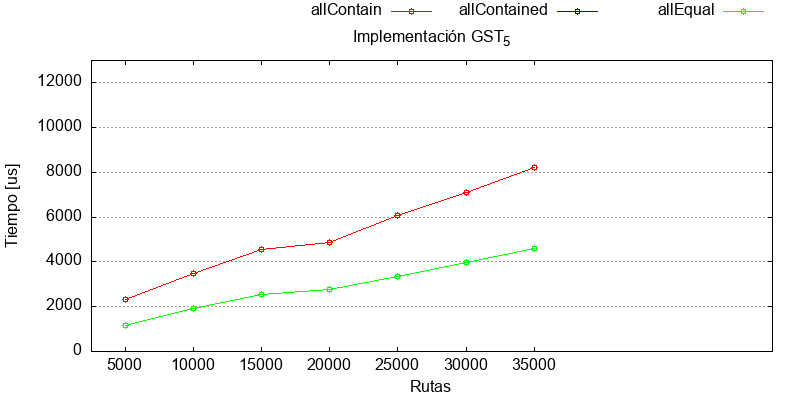 allContain allContained allEqual
Implementación GST5
12000
10000
8000
6000
4000
2000
0
Tiempo [us]
5000 10000 15000 20000 25000 30000 35000
Rutas